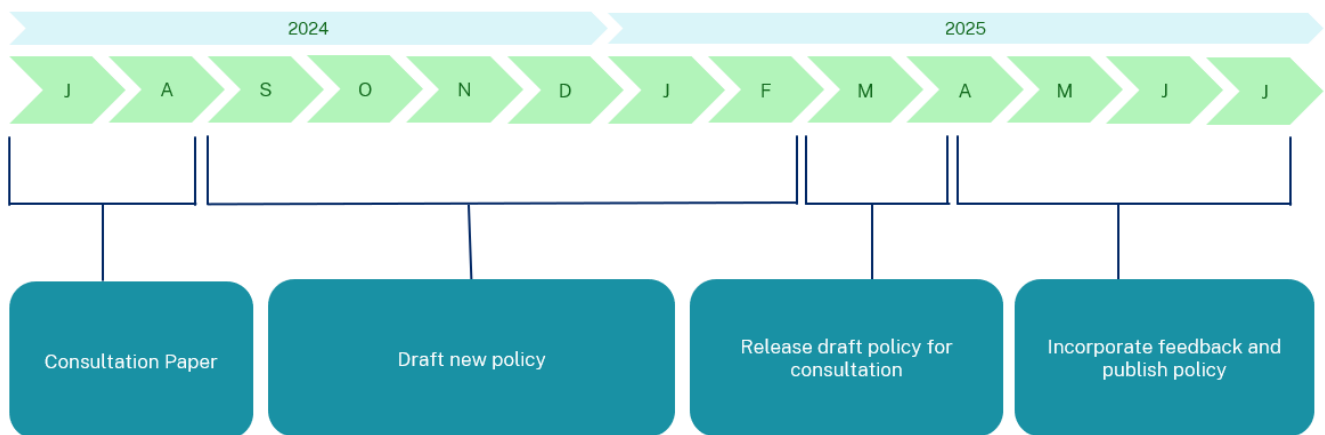 2024
2025
J
A
S
O
N
D
J
F
M
A
M
J
J
Consultation Paper
Draft new policy
Release draft policy for
consultation
Incorporate feedback and
publish policy